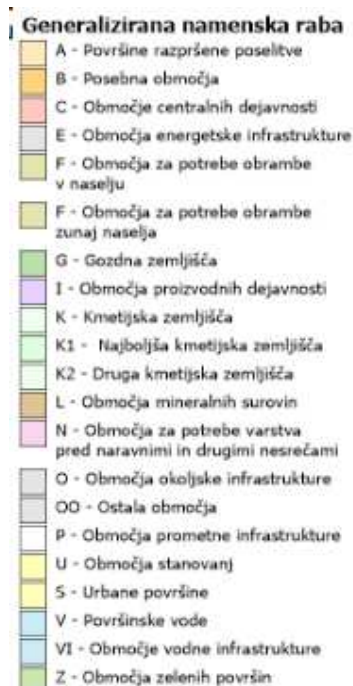 Generalizirana namenska raba
A - Površine razpršene poselitve
B - Posebna območja
C - Območje centralnih dejavnosti
E - Območja energetske infrastrukture
F - Območja za potrebe obrambe
v naselju
F - Območja za potrebe obrambe
zunaj naselja
G - Gozdna zemljišča
I - Območja proizvodnih dejavnosti
K - Kmetijska zemljišča
K1 - Najboljša kmetijska zemljišča
K2 - Druga kmetijska zemljišča
L - Območja mineralnih surovin
N - Območja za potrebe varstva
pred naravnimi in drugimi nesrečami
O - Območja okoljske infrastrukture
OO - Ostala območja
P - Območja prometne infrastrukture
U - Območja stanovanj
S - Urbane površine
V - Površinske vode
VI - Območje vodne infrastrukture
Z - Območja zelenih površin